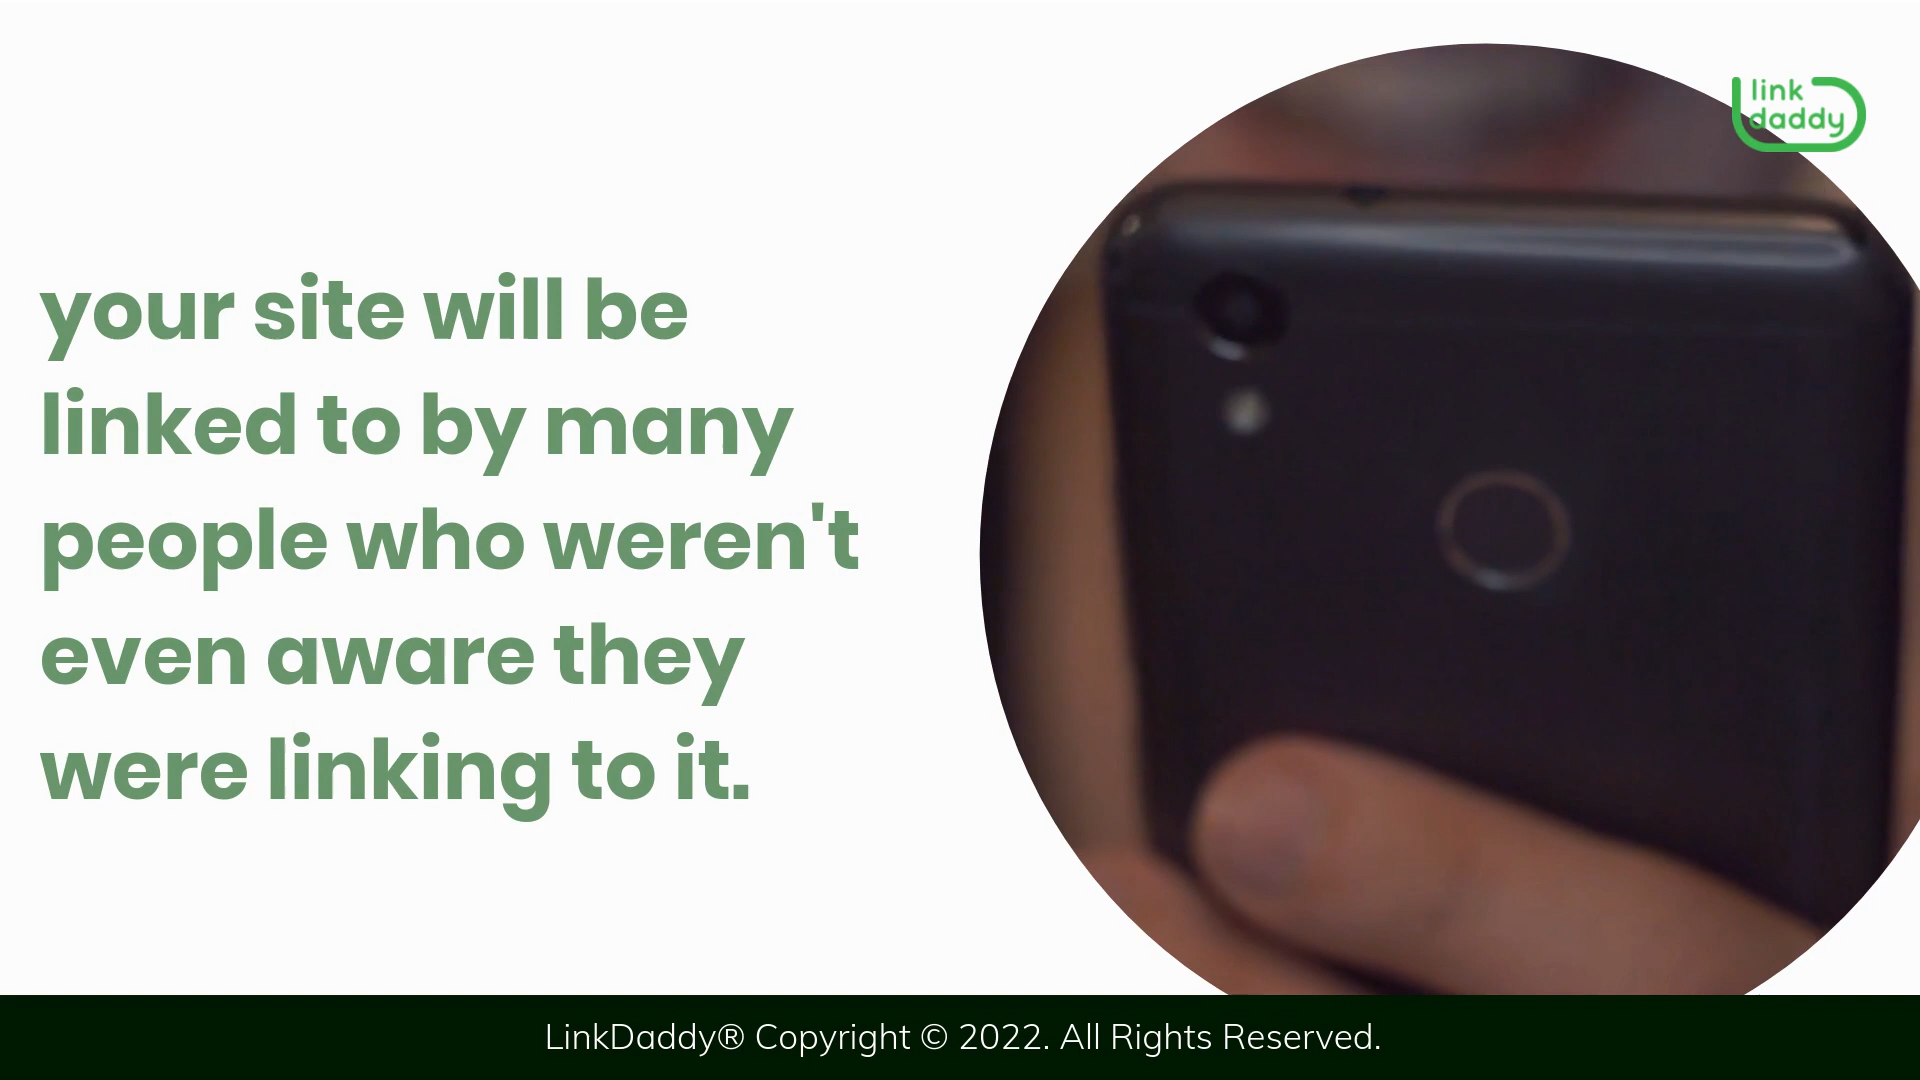 link
daddy
your site will be
linked to by many
people who weren't
even aware they
were linking to it.
LinkDaddy® Copyright © 2022. All Rights Reserved.